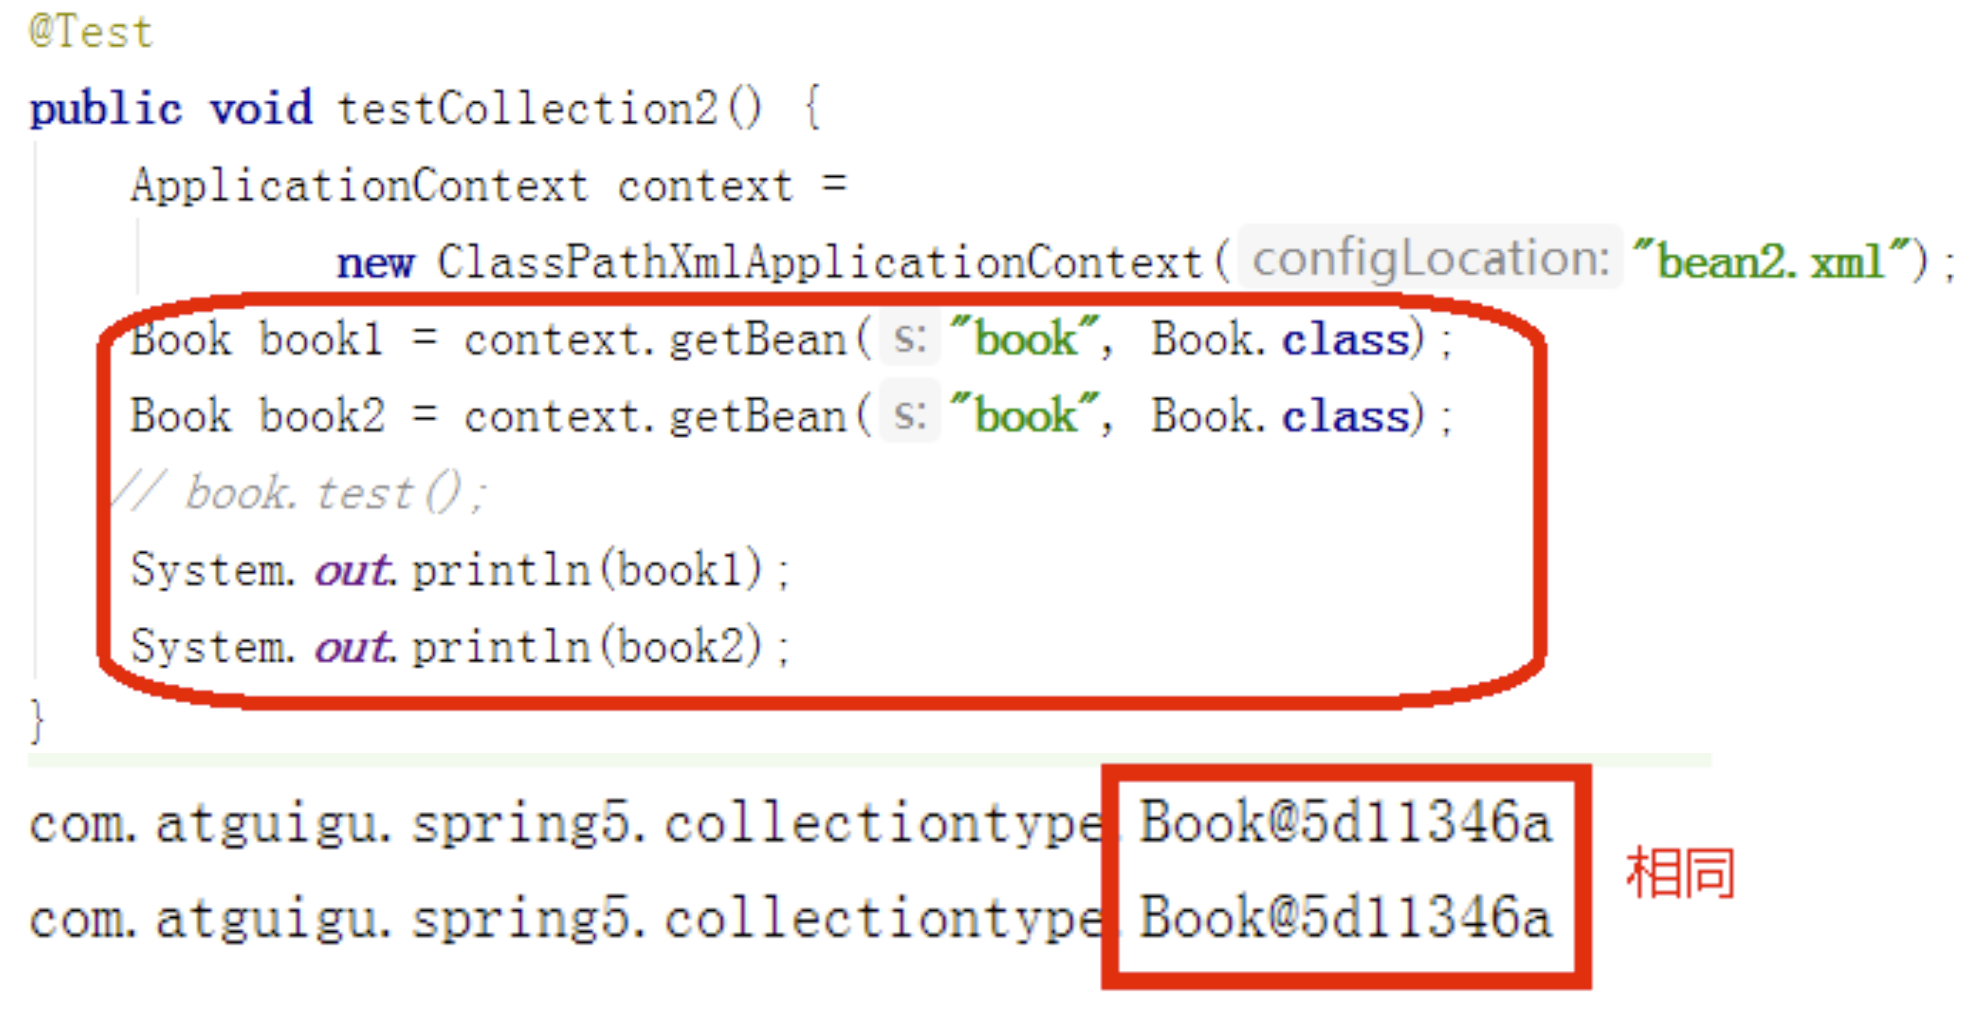 @Test
public void testCollection2() {
ApplicationContext context =
new ClassPathXmlApplicationContext( configLocation: "bean2.xml");
Book book1 = context.getBean( s: "book", Book.class);
Book book2 = context.getBean( s: "book", Book.class);
// book.test();
System.out.println(book1);
System.out.println(book2);
}
com.atguigu.spring5.collectiontype.Book@5d11346a
相同
com.atguigu.spring5.collectiontype.Book@5d11346a